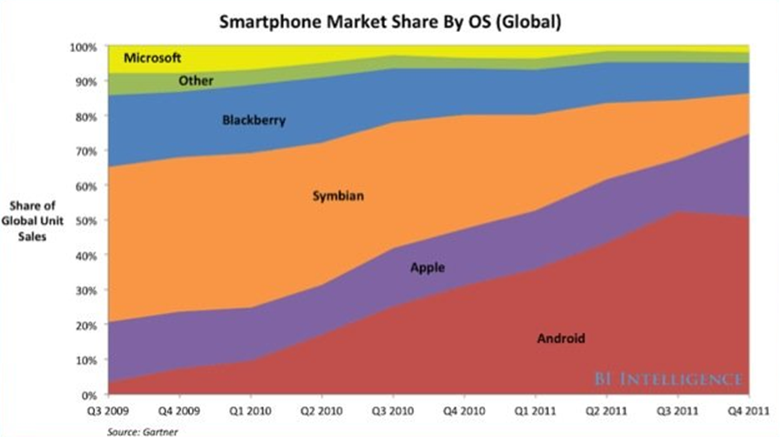 Smartphone Market Share By OS (Global)
100%
90%
80%
70%
60%
50%
40%
30%
20%
10%
0%
Share of
Global Unit
Sales
Microsoft
Other
Blackberry
Symbian
Apple
Android
BI INTELLIGENCE
Q3 2009 Q4 2009 Q1 2010 Q2 2010 Q3 2010 Q4 2010 Q1 2011 Q2 2011 Q3 2011 Q4 2011
Source: Gartner